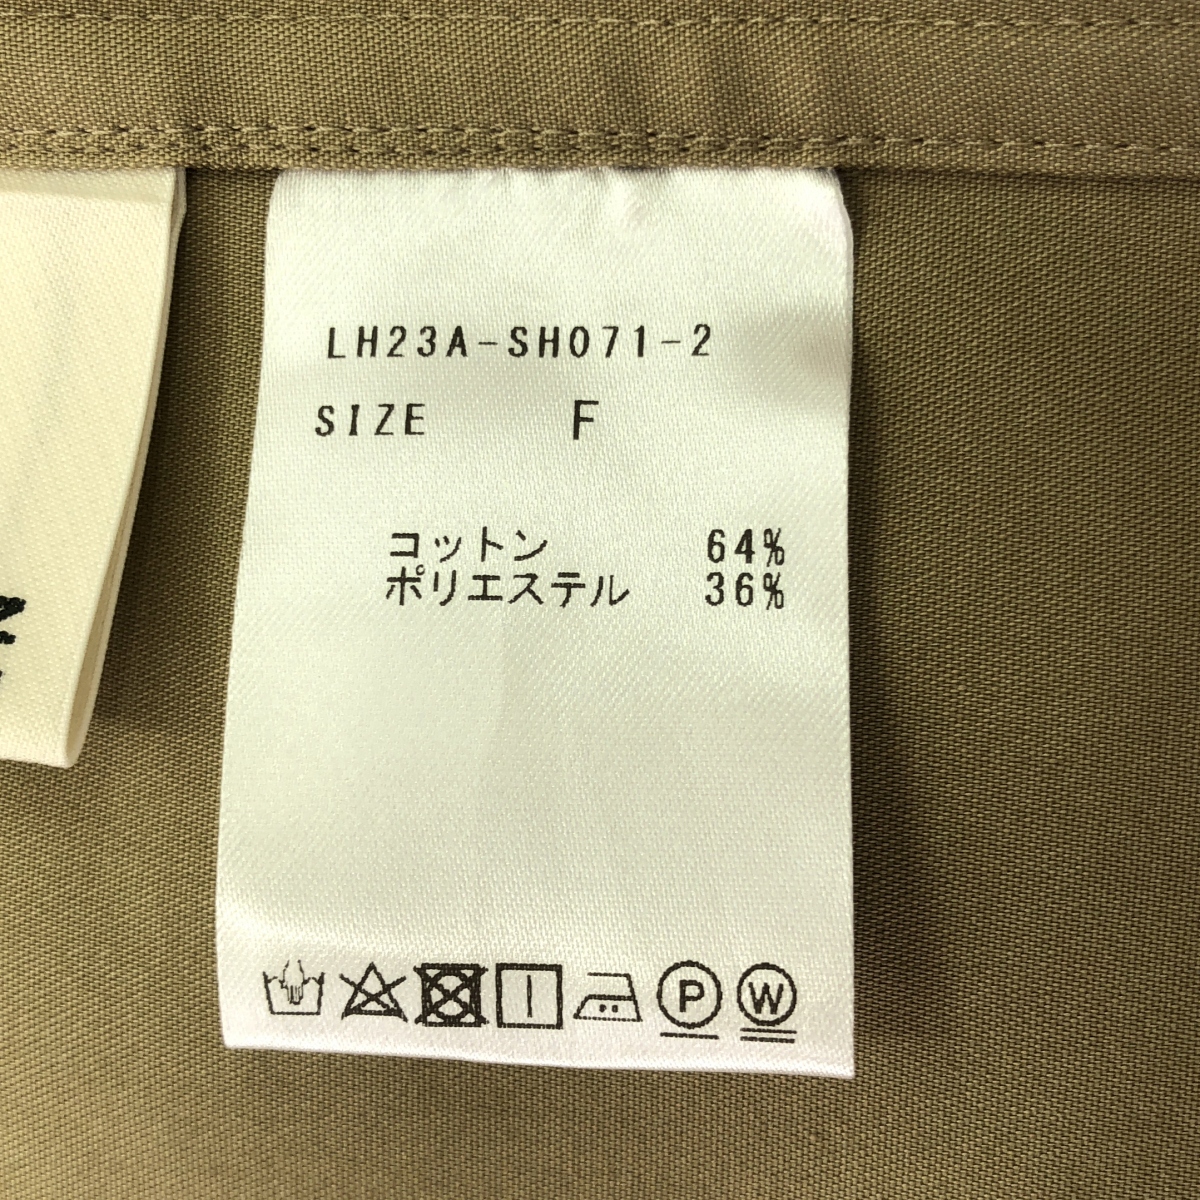 LH23A-SH071-2
SIZE F
コットン 64%
ポリエステル 36%
P W